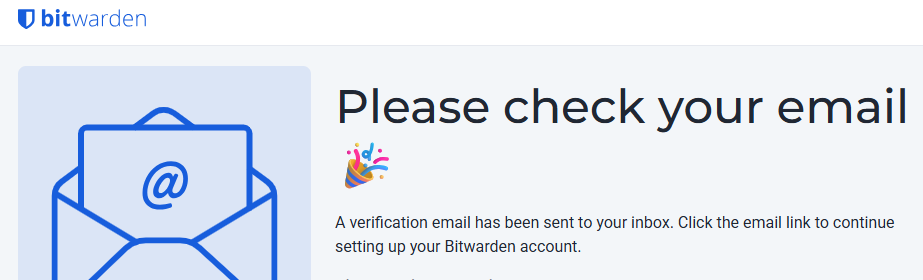 bitwarden
Please check your email
🎉
@
A verification email has been sent to your inbox. Click the email link to continue
setting up your Bitwarden account.